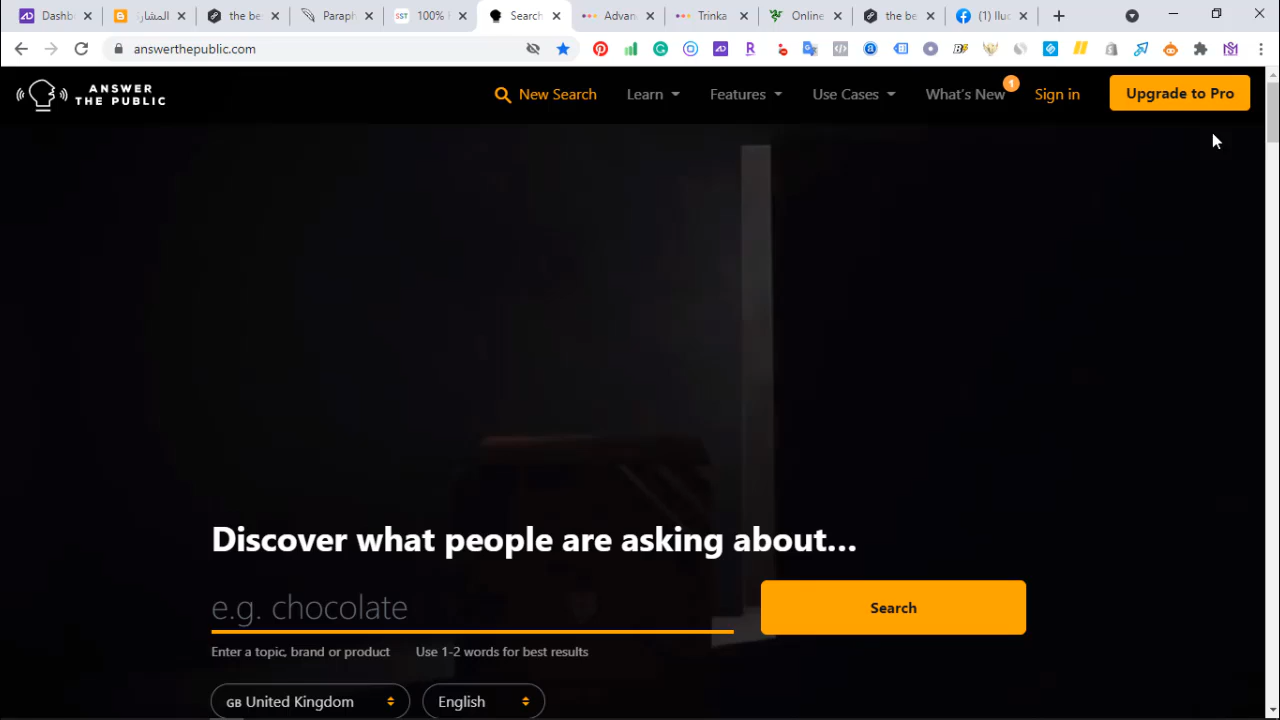 Dashb
المشار
the be
Paraph
SST 100%
Search
Advan
Trinka
Online
the be
(1)
answerthepublic.com
ANSWER
THE PUBLIC
New Search
Learn
Features
Use Cases
What's New
1
Sign in
Upgrade to Pro
Discover what people are asking about...
e.g. chocolate
Search
Enter a topic, brand or product
Use 1-2 words for best results
GB United Kingdom
English